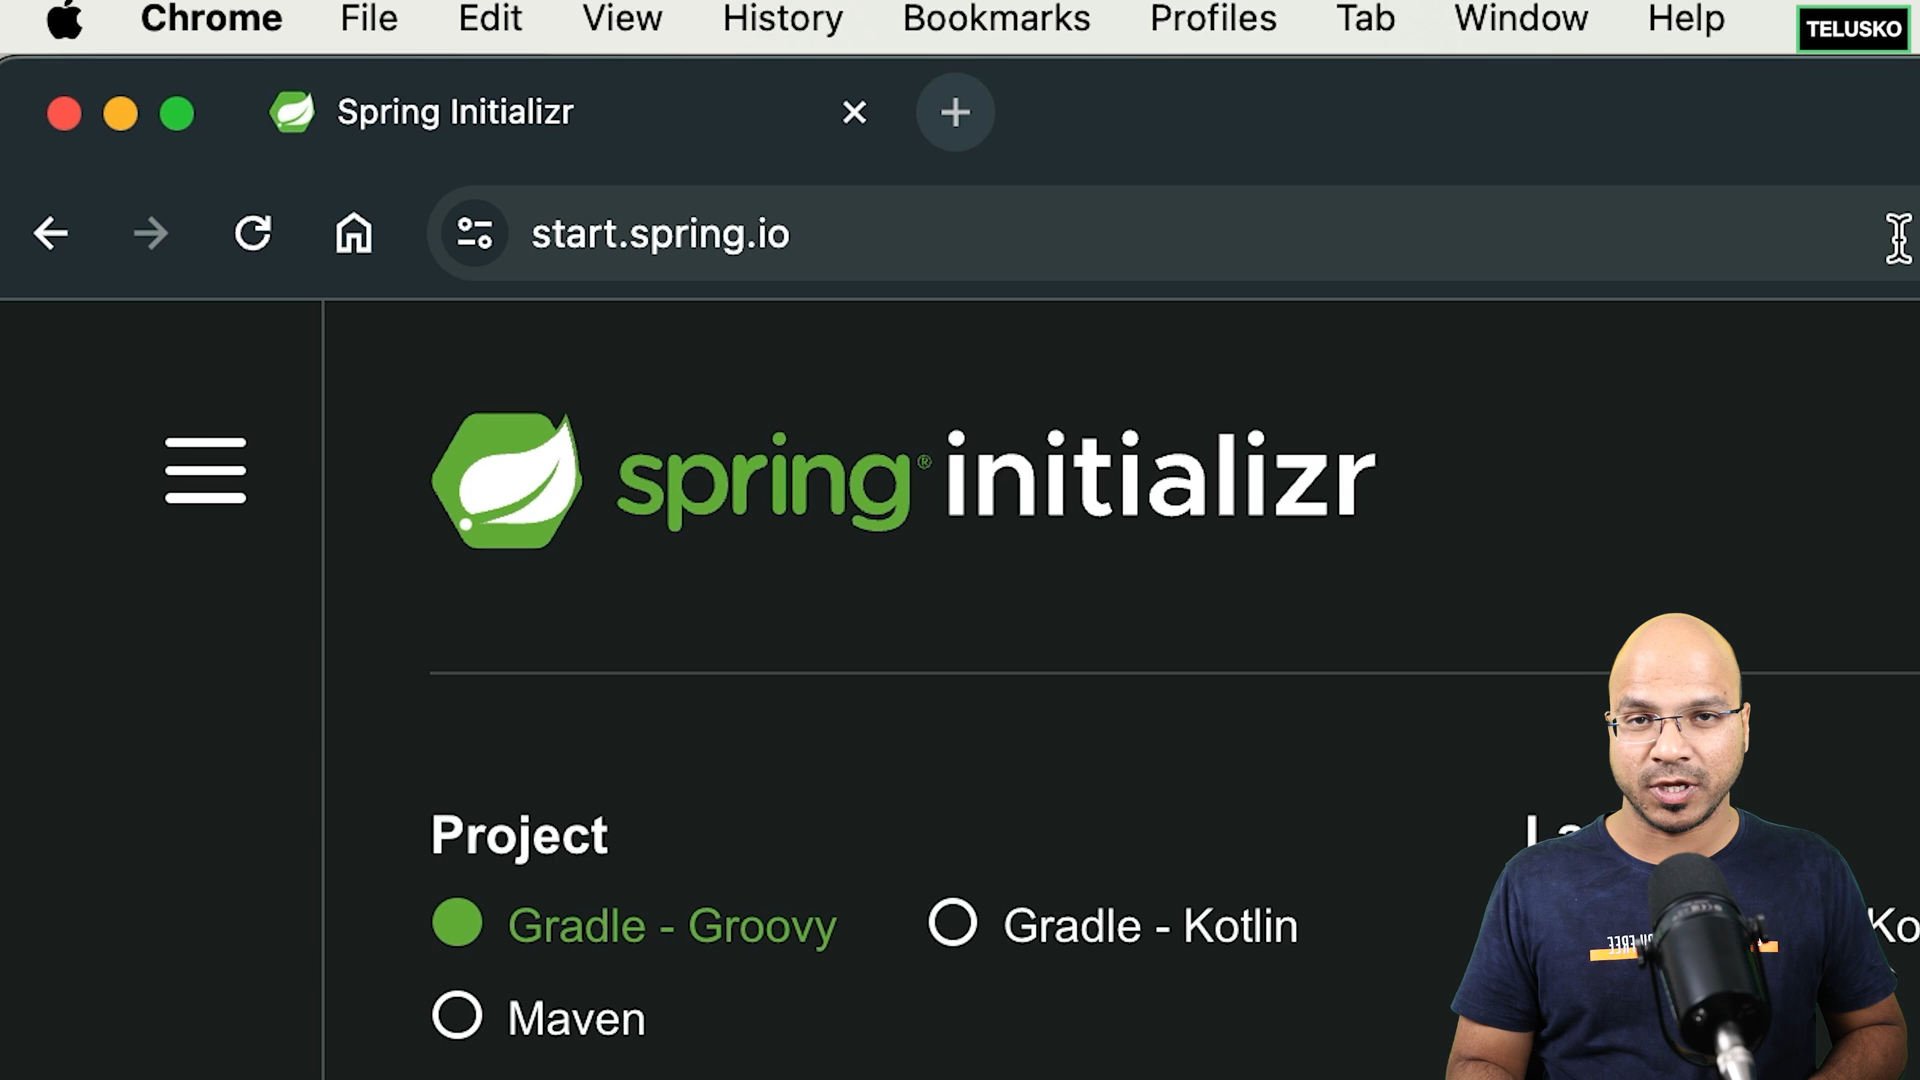 Chrome File Edit View History Bookmarks Profiles Tab Window Help
TELUSKO
Spring Initializr
start.spring.io
spring® initializr
Project
Gradle - Groovy
Gradle - Kotlin
Maven